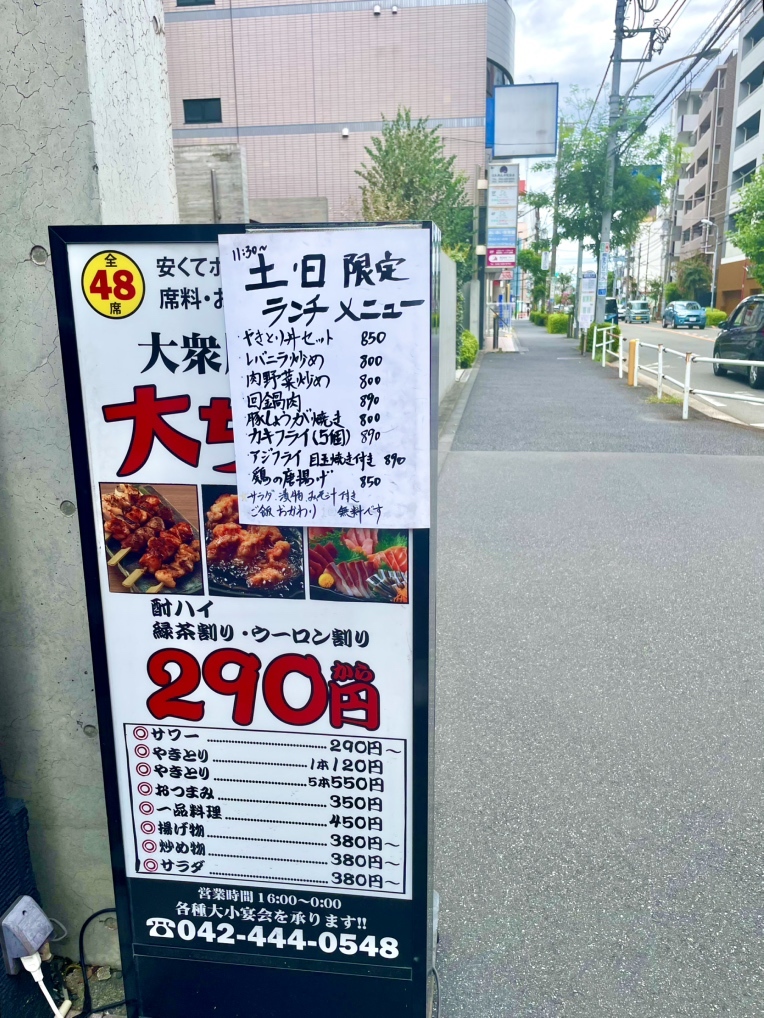 全
48
席
安くてボ
席料・お
大衆
大ち
11:30~
土・日 限定
ランチメニュー
・やきとり丼セット 850
・レバニラ炒め 800
・肉野菜炒め 800
回鍋肉 890
豚しょうが焼き 800
カキフライ(5個) 890
アジフライ 目玉焼き付き 890
鶏の唐揚げ 850
サラダ 漬物 おみそ汁付き
ご飯おかわり 無料です
酎ハイ
緑茶割り・ウーロン割り
290円から
◎サワー 290円～
◎やきとり 1本120円
◎やきとり 5本550円
◎おつまみ 350円
◎一品料理 450円
◎揚げ物 380円～
◎炒め物 380円～
◎サラダ 380円～
営業時間16:00〜0:00
各種大小宴会を承ります!!
☎042-444-0548